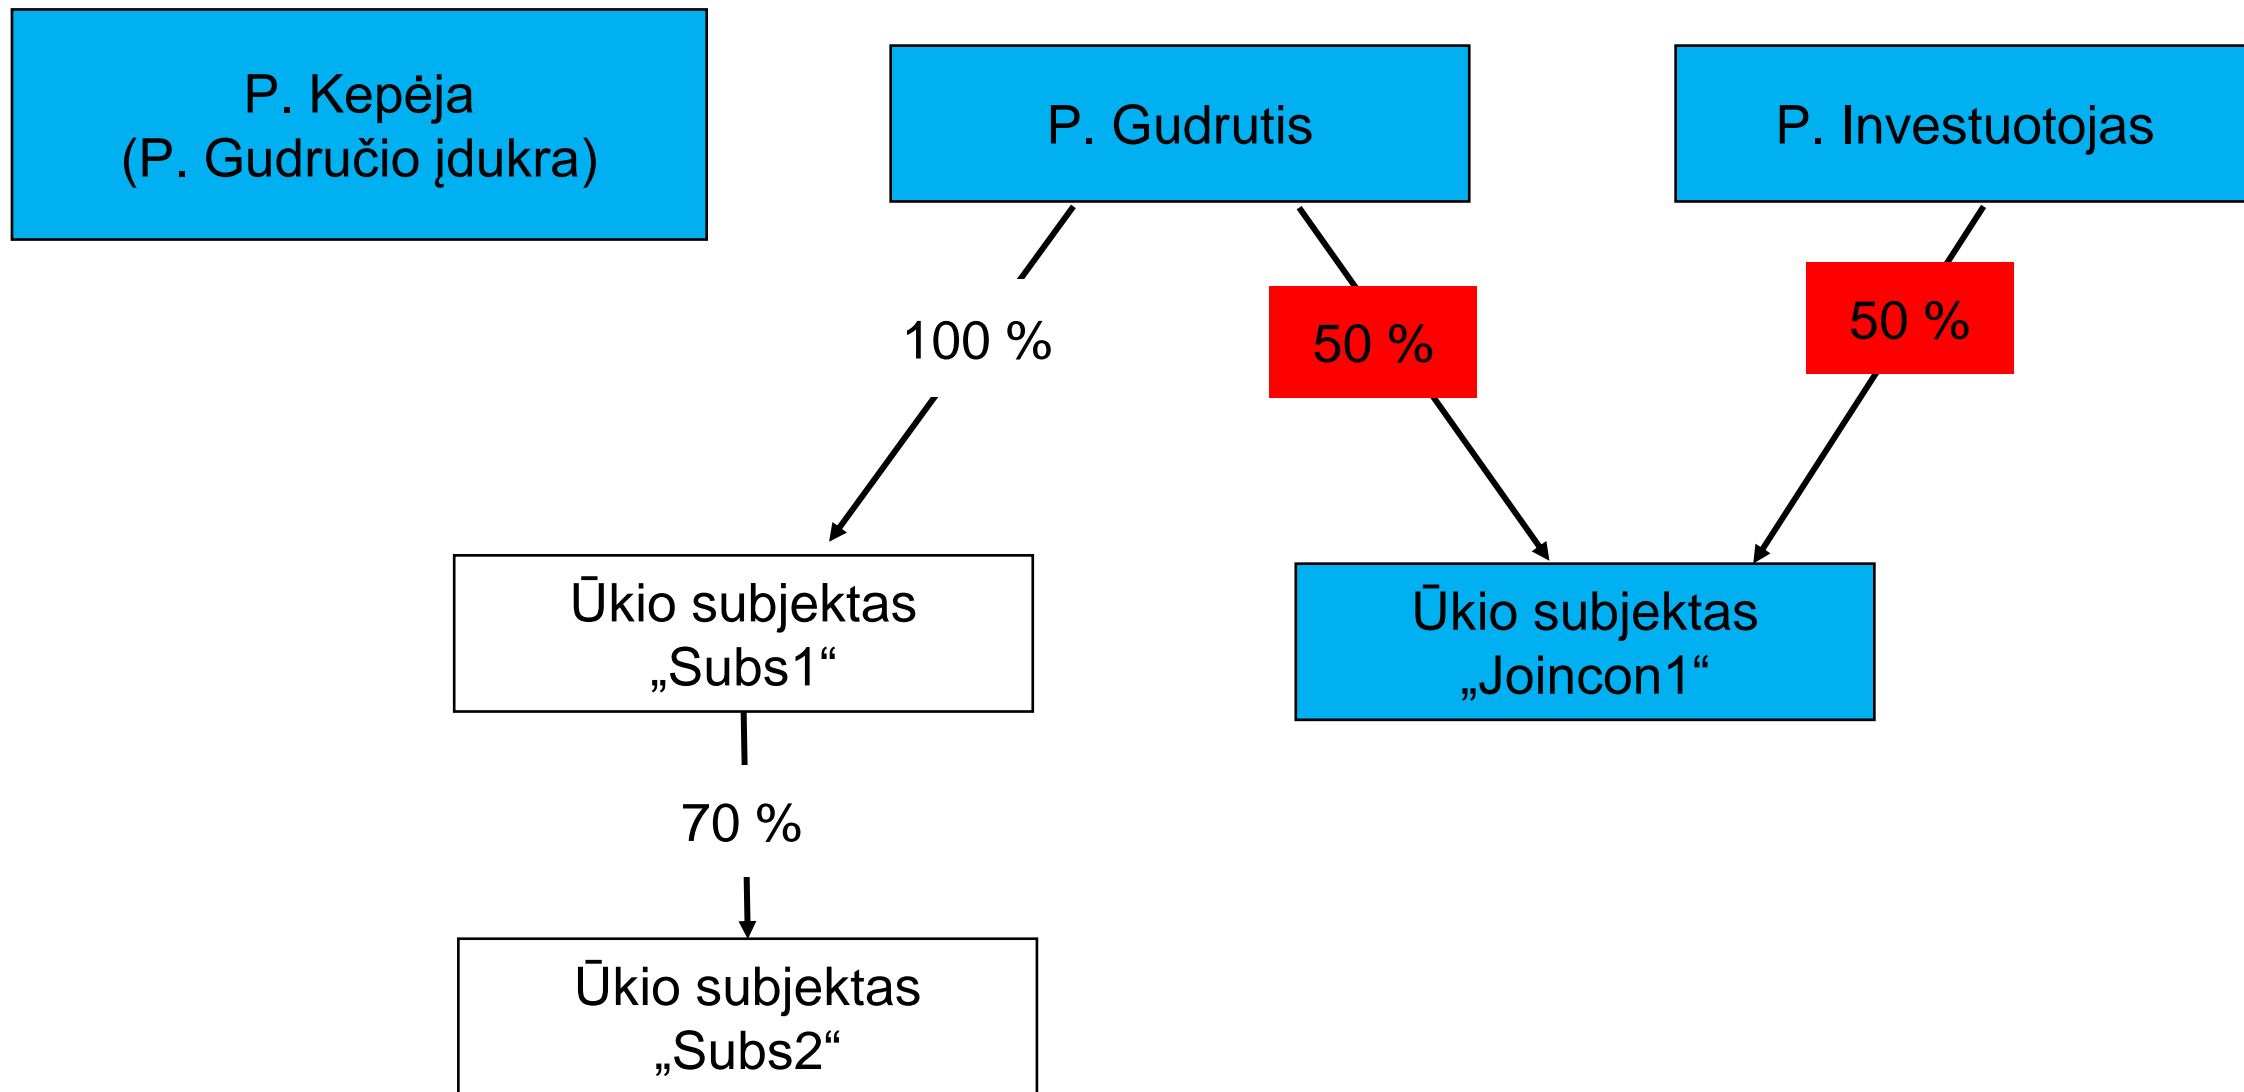 P. Kepėja
(P. Gudručio įdukra)
P. Gudrutis
P. Investuotojas
100 %
50 %
50 %
Ūkio subjektas
„Subs1“
Ūkio subjektas
„Joincon1“
70 %
Ūkio subjektas
„Subs2“